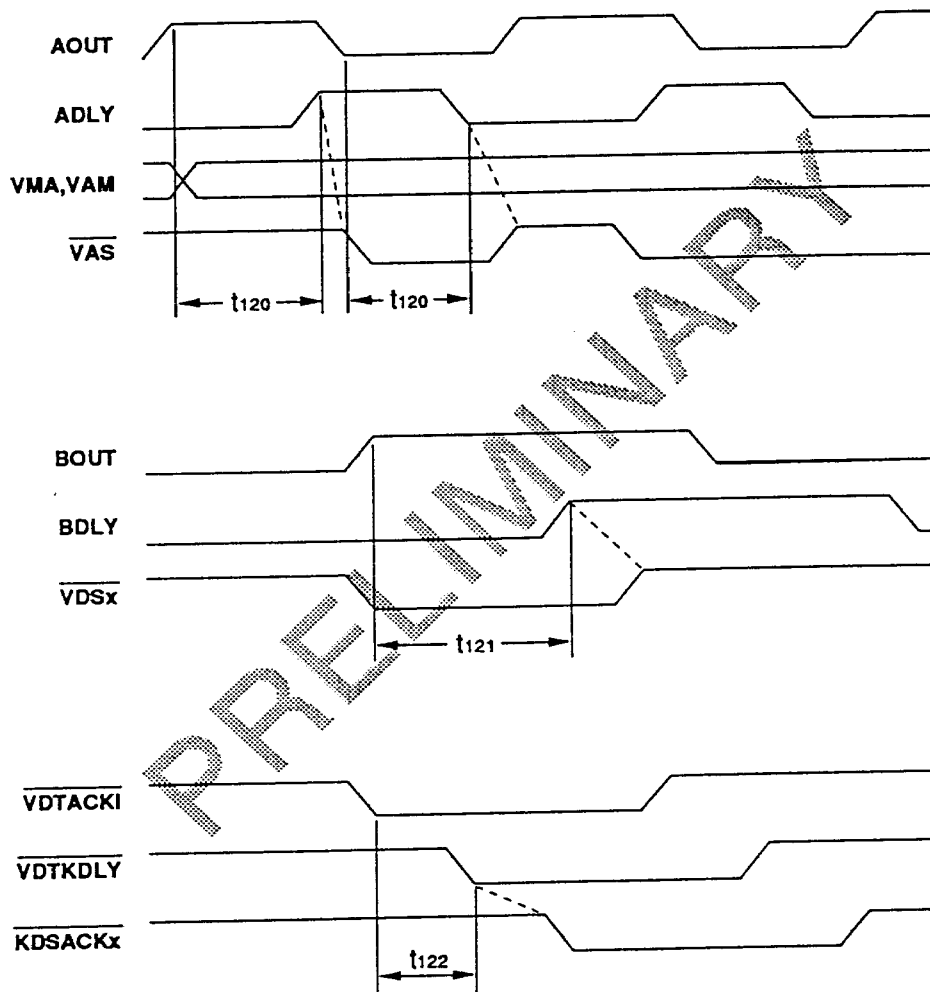 AOUT
ADLY
VMA,VAM
VAS
t120 t120
BOUT
BDLY
VDSx
t121
VDTACKI
VDTKDLY
KDSACKx
t122
PRELIMINARY